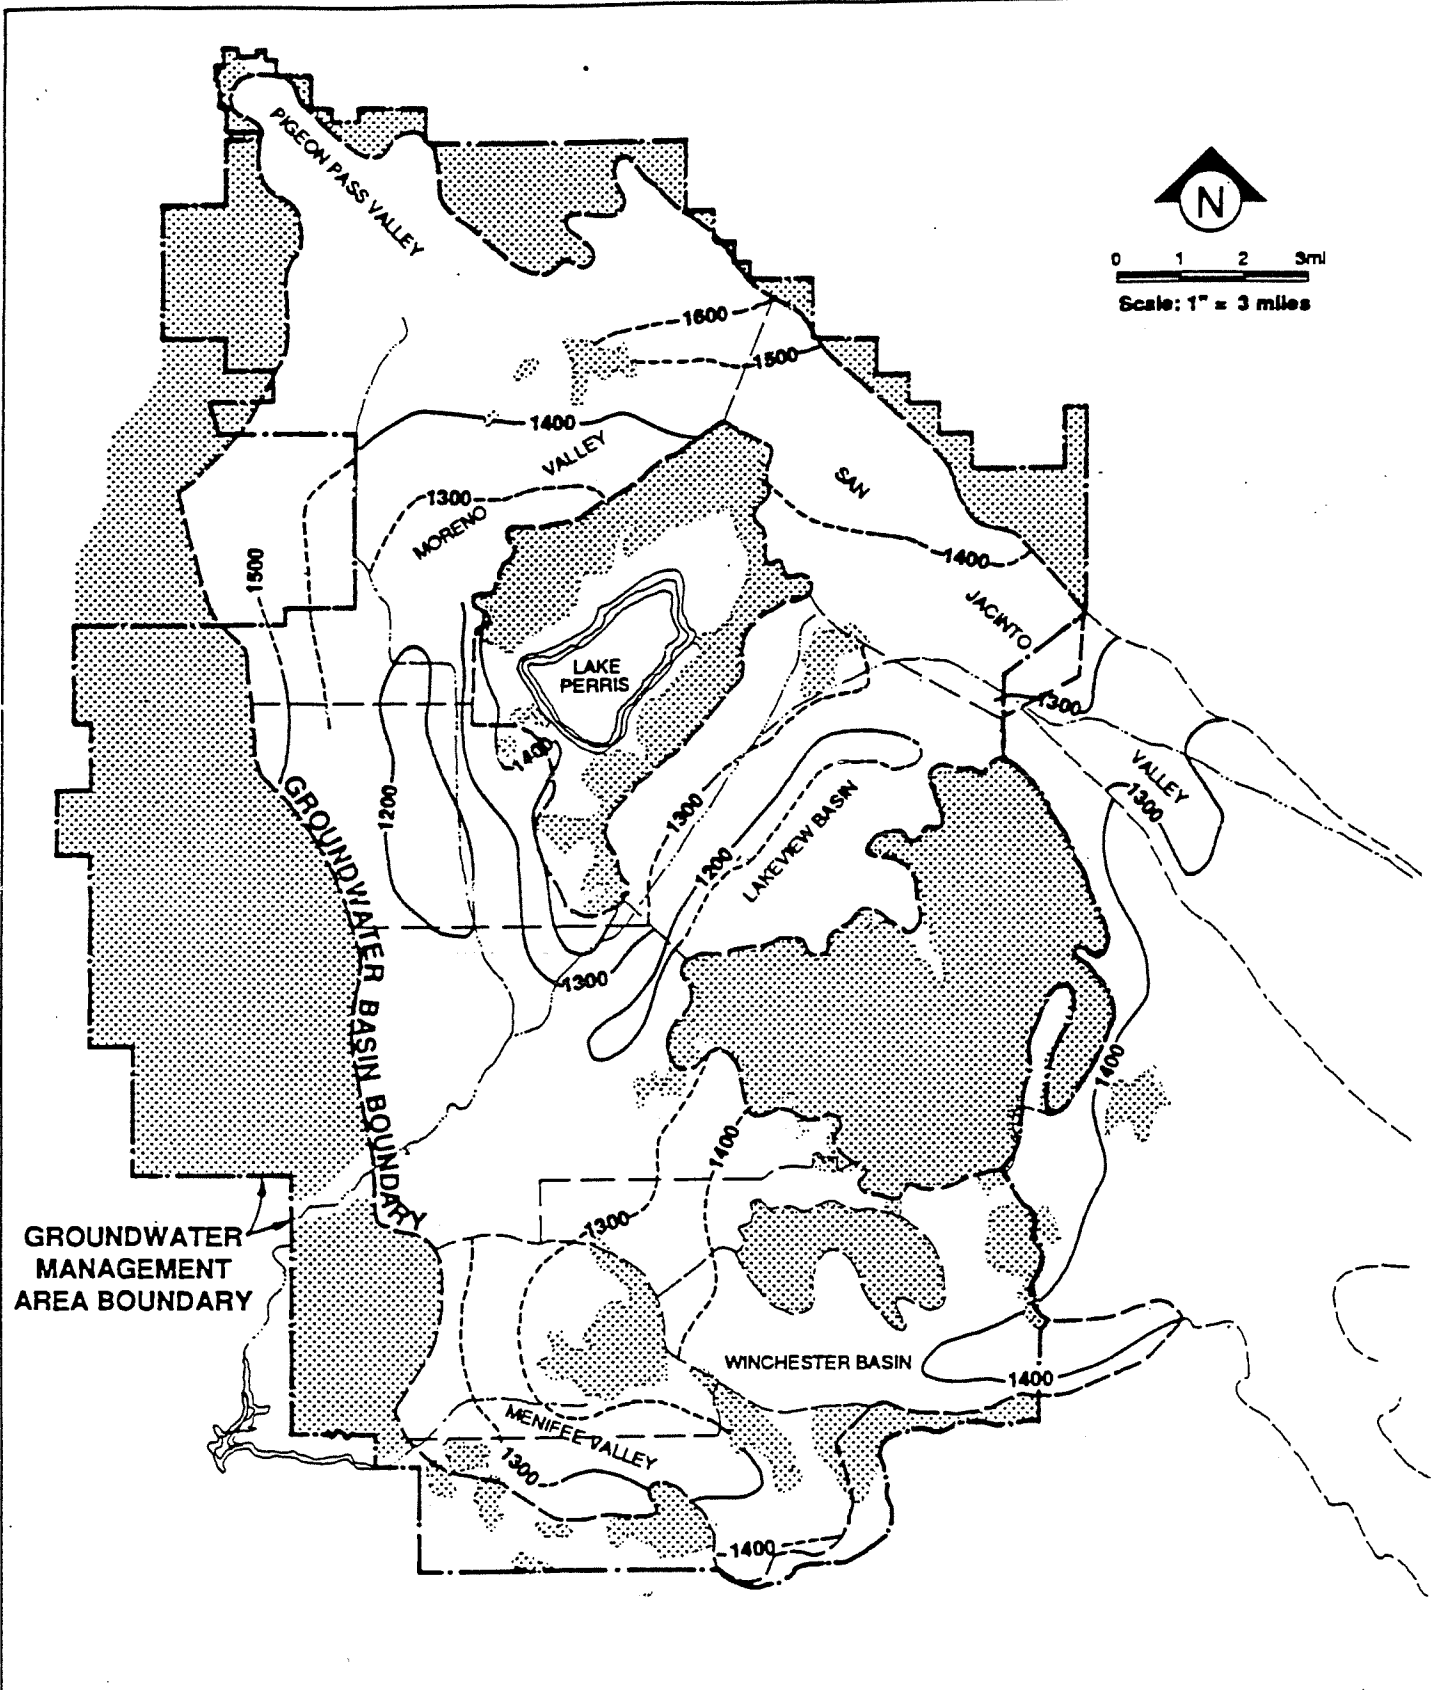 PIGEON PASS VALLEY
N
0 1 2 3mi
Scale: 1" = 3 miles
1600
1500
1400
VALLEY
SAN
1300
MORENO
1400
1500
JACINTO
LAKE
PERRIS
1300
1400
VALLEY
1300
GROUNDWATER BASIN BOUNDARY
1200
1300
LAKEVIEW BASIN
1200
1300
1400
1400
1300
GROUNDWATER
MANAGEMENT
AREA BOUNDARY
WINCHESTER BASIN
1400
MENIFEE VALLEY
1300
1400